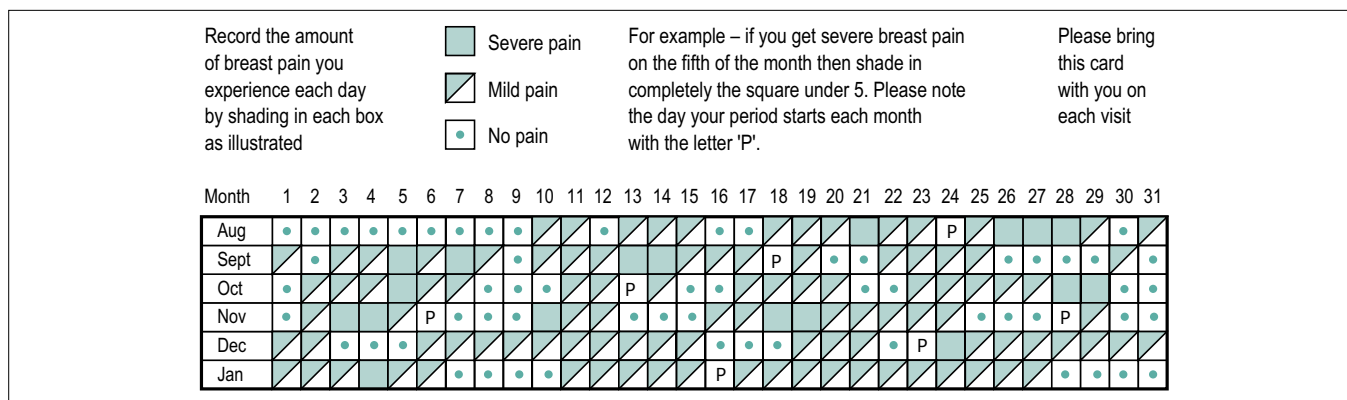 Record the amount
of breast pain you
experience each day
by shading in each box
as illustrated
Severe pain
Mild pain
No pain
For example – if you get severe breast pain
on the fifth of the month then shade in
completely the square under 5. Please note
the day your period starts each month
with the letter 'P'.
Please bring
this card
with you on
each visit
Month 1 2 3 4 5 6 7 8 9 10 11 12 13 14 15 16 17 18 19 20 21 22 23 24 25 26 27 28 29 30 31
Aug P
Sept P
Oct P
Nov P P
Dec P
Jan P